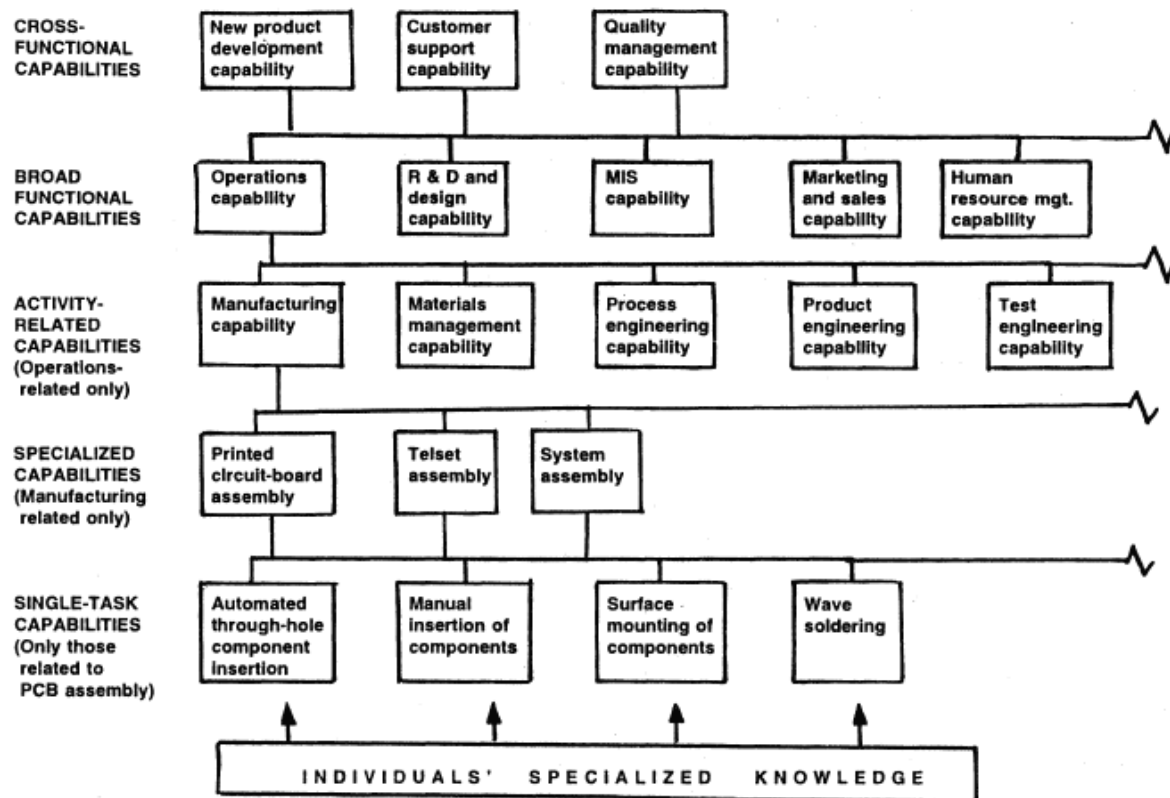 CROSS-
FUNCTIONAL
CAPABILITIES
New product
development
capability
Customer
support
capability
Quality
management
capability
BROAD
FUNCTIONAL
CAPABILITIES
Operations
capability
R & D and
design
capability
MIS
capability
Marketing
and sales
capability
Human
resource mgt.
capability
ACTIVITY-
RELATED
CAPABILITIES
(Operations-
related only)
Manufacturing
capability
Materials
management
capability
Process
engineering
capability
Product
engineering
capability
Test
engineering
capability
SPECIALIZED
CAPABILITIES
(Manufacturing
related only)
Printed
circuit-board
assembly
Telset
assembly
System
assembly
SINGLE-TASK
CAPABILITIES
(Only those
related to
PCB assembly)
Automated
through-hole
component
insertion
Manual
insertion of
components
Surface
mounting of
components
Wave
soldering
INDIVIDUALS' SPECIALIZED KNOWLEDGE